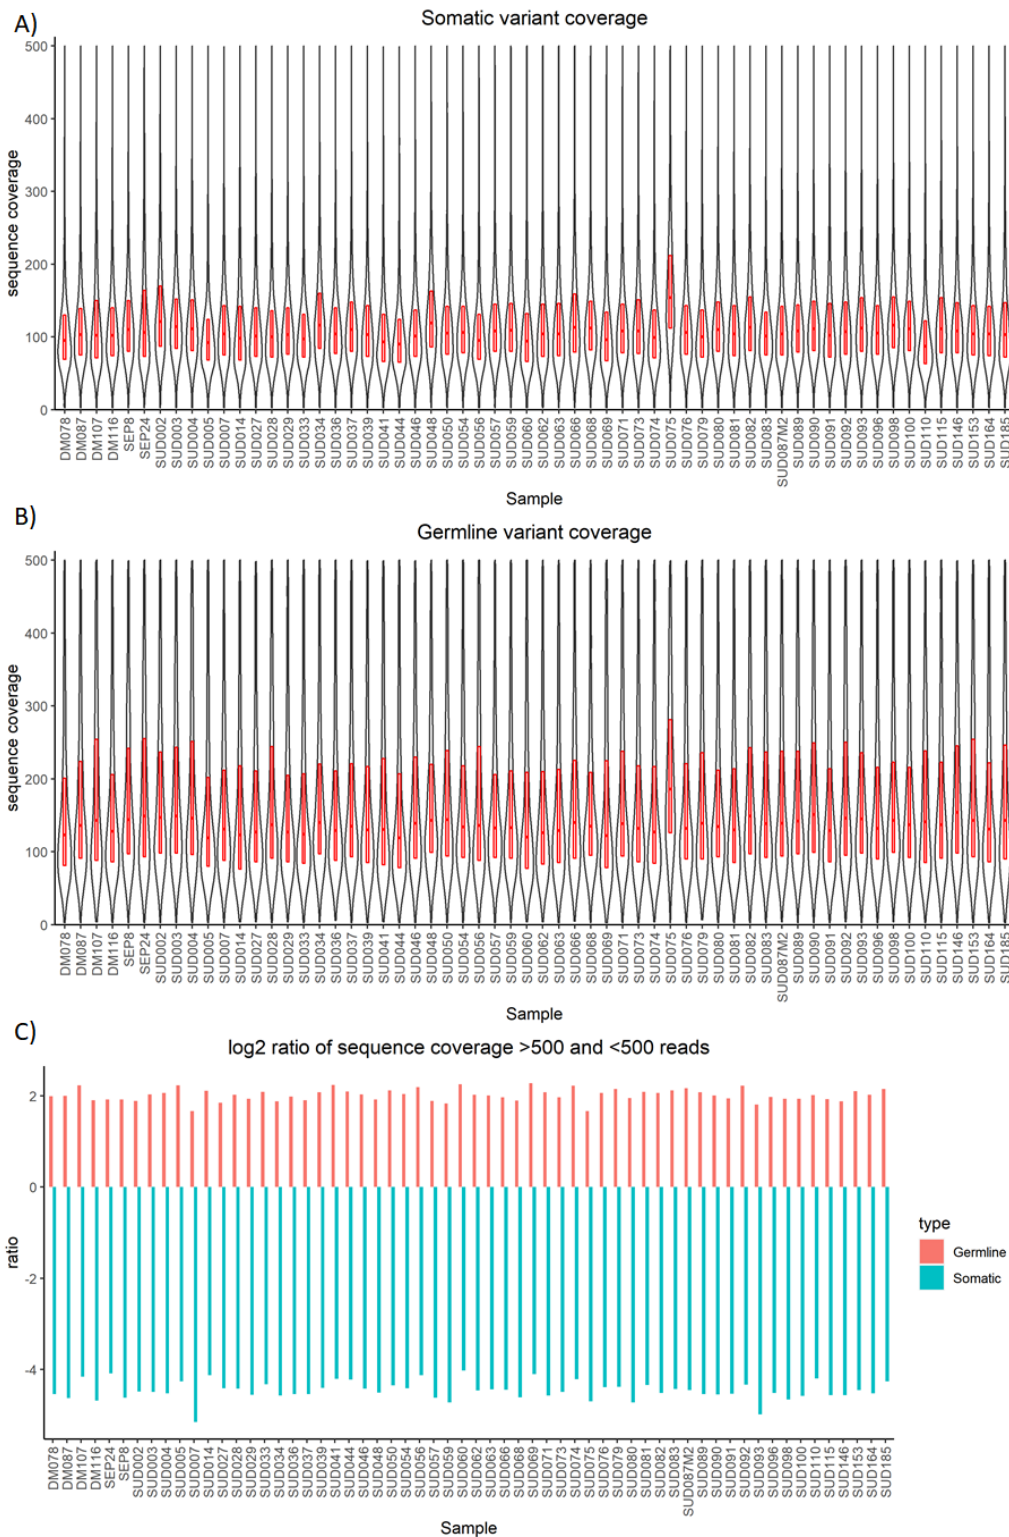 A)
Somatic variant coverage
500
400
300
200
100
0
sequence coverage
DM078
DM087
DM107
DM116
SEP8
SEP24
SUD002
SUD003
SUD004
SUD005
SUD007
SUD014
SUD027
SUD028
SUD029
SUD033
SUD034
SUD036
SUD037
SUD039
SUD041
SUD044
SUD046
SUD048
SUD050
SUD054
SUD056
SUD057
SUD059
SUD060
SUD062
SUD063
SUD066
SUD068
SUD069
SUD071
SUD073
SUD074
SUD075
SUD076
SUD079
SUD080
SUD081
SUD082
SUD083
SUD087M2
SUD089
SUD090
SUD091
SUD092
SUD093
SUD096
SUD098
SUD100
SUD110
SUD115
SUD146
SUD153
SUD164
SUD185
Sample
B)
Germline variant coverage
500
400
300
200
100
0
sequence coverage
DM078
DM087
DM107
DM116
SEP8
SEP24
SUD002
SUD003
SUD004
SUD005
SUD007
SUD014
SUD027
SUD028
SUD029
SUD033
SUD034
SUD036
SUD037
SUD039
SUD041
SUD044
SUD046
SUD048
SUD050
SUD054
SUD056
SUD057
SUD059
SUD060
SUD062
SUD063
SUD066
SUD068
SUD069
SUD071
SUD073
SUD074
SUD075
SUD076
SUD079
SUD080
SUD081
SUD082
SUD083
SUD087M2
SUD089
SUD090
SUD091
SUD092
SUD093
SUD096
SUD098
SUD100
SUD110
SUD115
SUD146
SUD153
SUD164
SUD185
Sample
C)
log2 ratio of sequence coverage >500 and <500 reads
2
0
-2
-4
ratio
DM078
DM087
DM107
DM116
SEP24
SEP8
SUD002
SUD003
SUD004
SUD005
SUD007
SUD014
SUD027
SUD028
SUD029
SUD033
SUD034
SUD036
SUD037
SUD039
SUD041
SUD044
SUD046
SUD048
SUD050
SUD054
SUD056
SUD057
SUD059
SUD060
SUD062
SUD063
SUD066
SUD068
SUD069
SUD071
SUD073
SUD074
SUD075
SUD076
SUD079
SUD080
SUD081
SUD082
SUD083
SUD087M2
SUD089
SUD090
SUD091
SUD092
SUD093
SUD096
SUD098
SUD100
SUD110
SUD115
SUD146
SUD153
SUD164
SUD185
Sample
type
Germline
Somatic